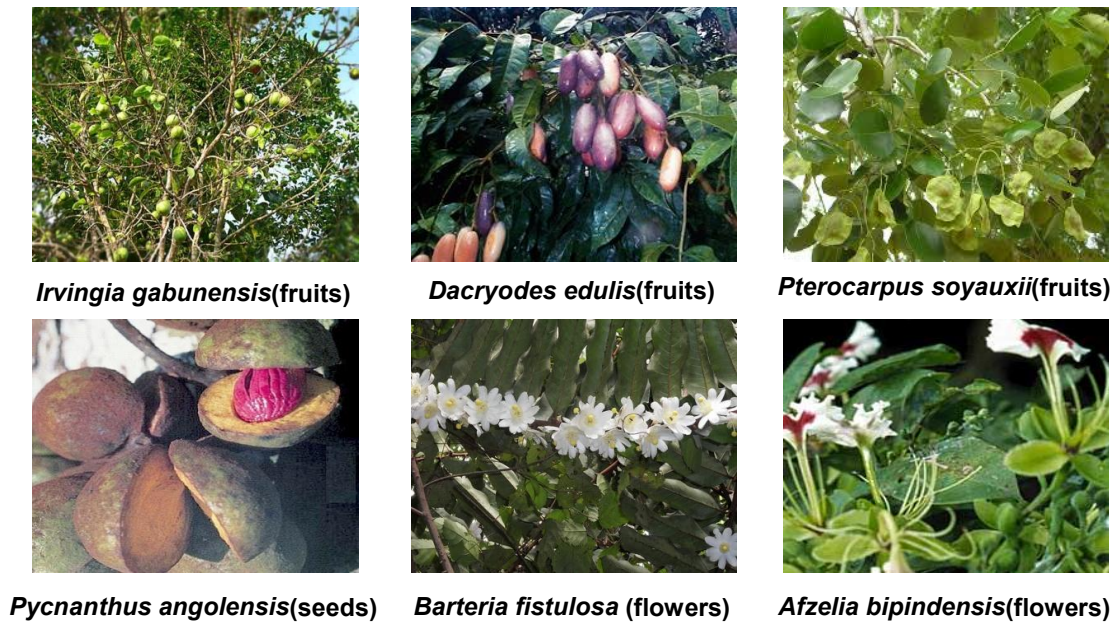 Irvingia gabunensis(fruits)
Dacryodes edulis(fruits)
Pterocarpus soyauxii(fruits)
Pycnanthus angolensis(seeds)
Barteria fistulosa (flowers)
Afzelia bipindensis(flowers)